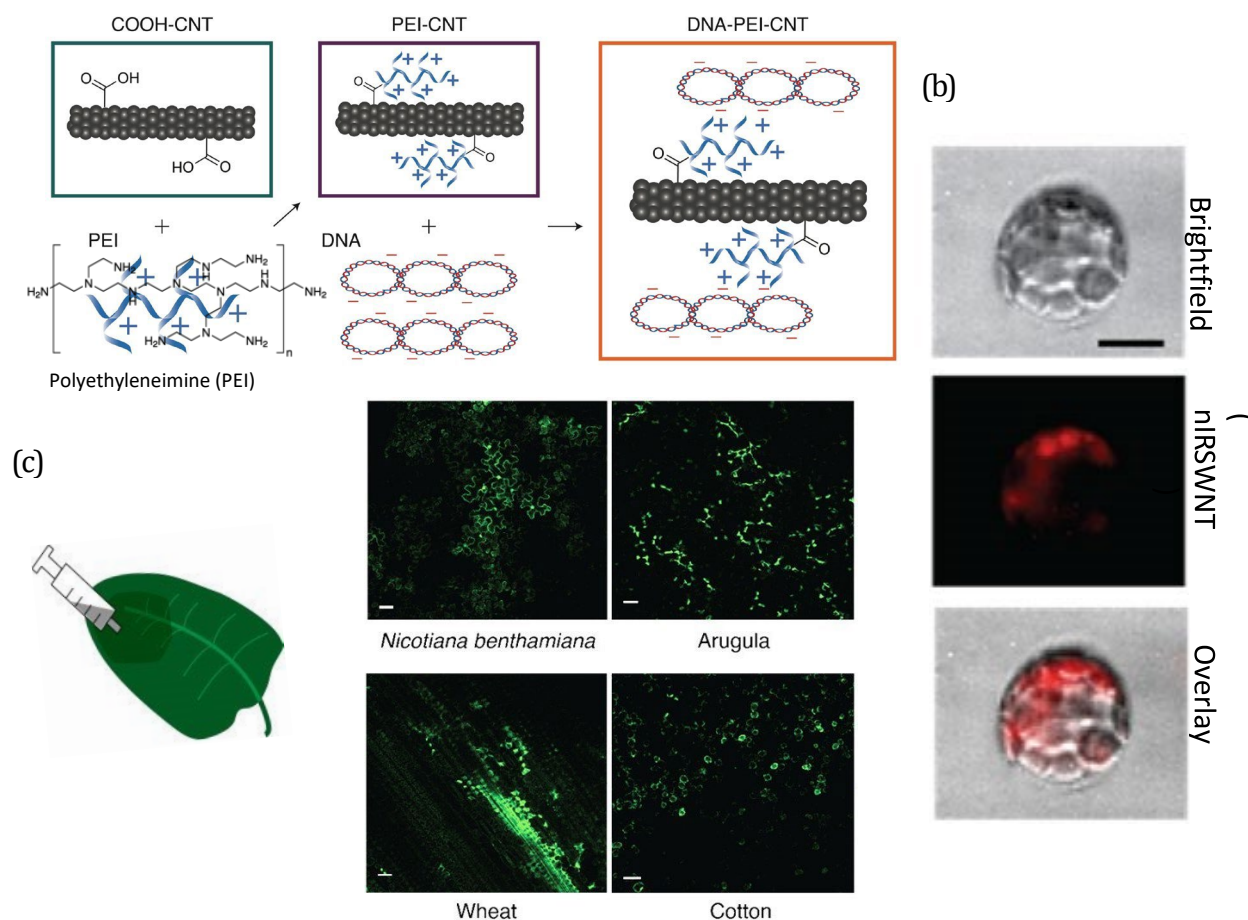 COOH-CNT
PEI-CNT
DNA-PEI-CNT
(b)
OH
O
HO
O
O
+ + + +
+ + + +
O
O
+ + + +
+ + + +
O
PEI
+
DNA
+
NH2
NH2
H
N
NH2
H2N
N
N
N
N
H
N
H
N
NH2
N
H2N
NH2
n
Polyethyleneimine (PEI)
Brightfield
nIRSWNT
Overlay
(
)
(c)
Nicotiana benthamiana
Arugula
Wheat
Cotton